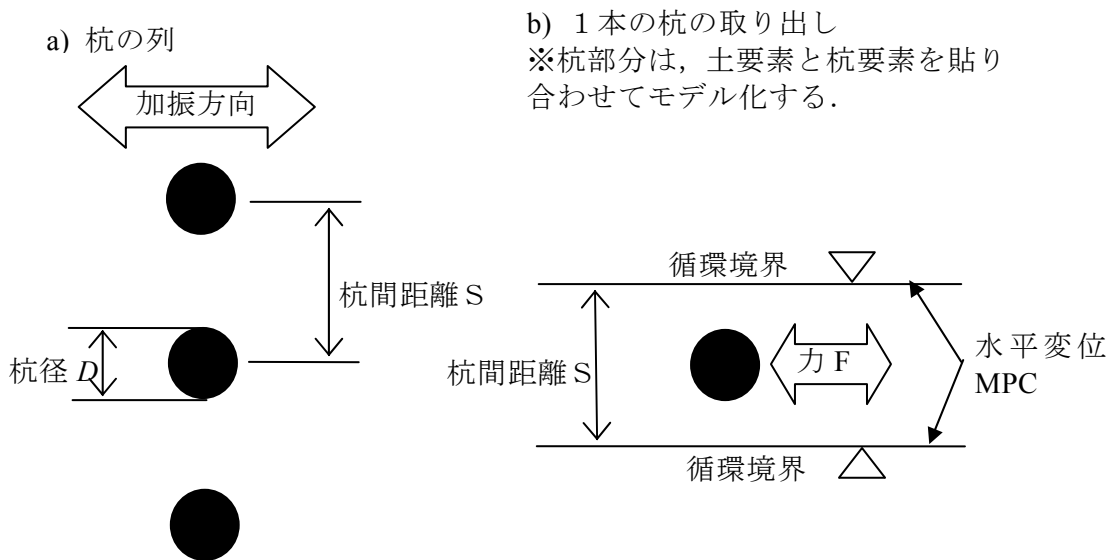 a) 杭の列
加振方向
杭間距離S
杭径 D
b) 1本の杭の取り出し
※杭部分は,土要素と杭要素を貼り
合わせてモデル化する.
循環境界
杭間距離S
力 F
水平変位
MPC
循環境界